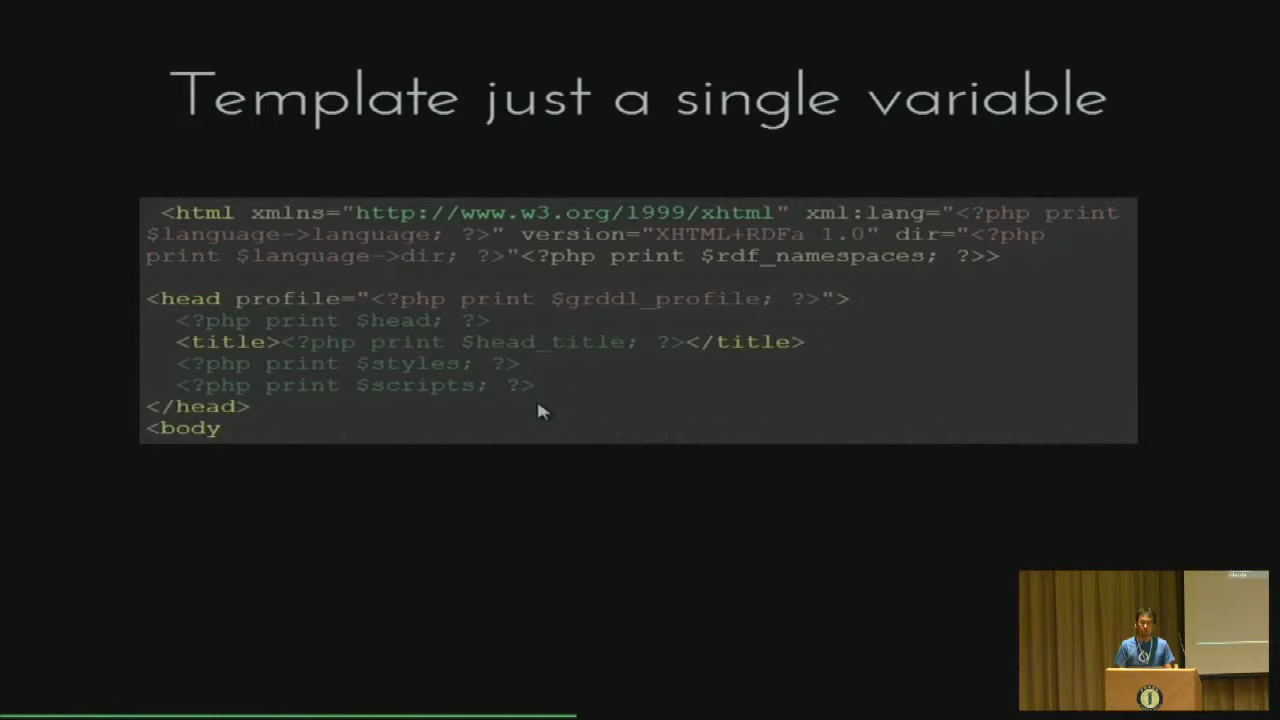 Template just a single variable
<html xmlns="http://www.w3.org/1999/xhtml" xml:lang="<?php print
$language->language; ?>" version="XHTML+RDFa 1.0" dir="<?php
print $language->dir; ?>"<?php print $rdf_namespaces; ?>>
<head profile="<?php print $grddl_profile; ?>">
<?php print $head; ?>
<title><?php print $head_title; ?></title>
<?php print $styles; ?>
<?php print $scripts; ?>
</head>
<body